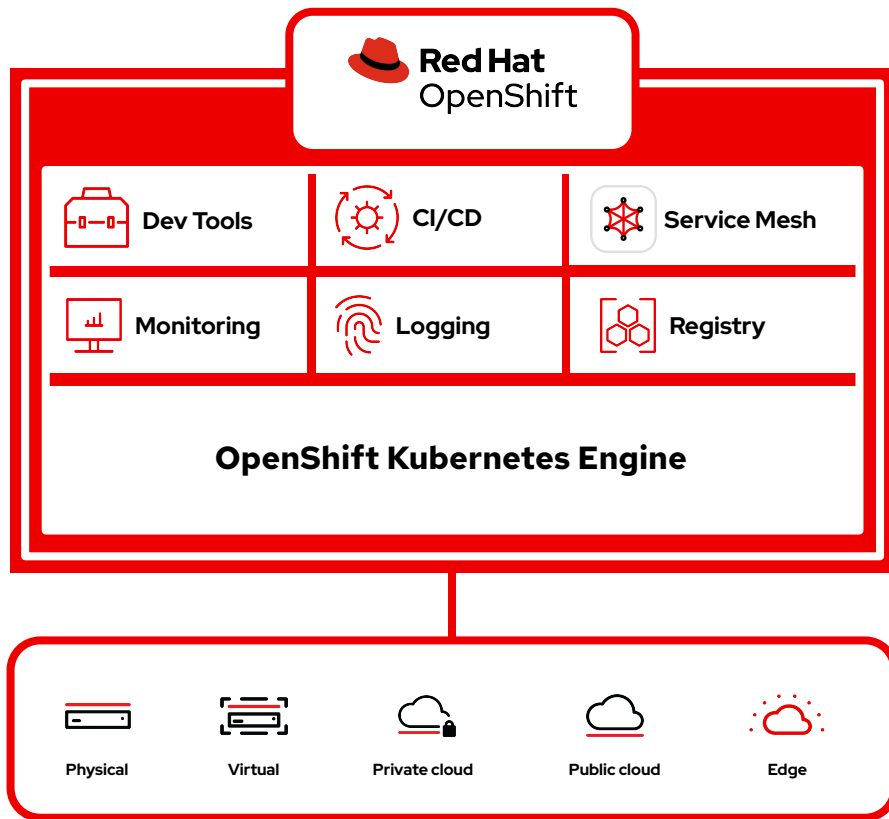 Red Hat
OpenShift
Dev Tools
CI/CD
Service Mesh
Monitoring
Logging
Registry
OpenShift Kubernetes Engine
Physical
Virtual
Private cloud
Public cloud
Edge